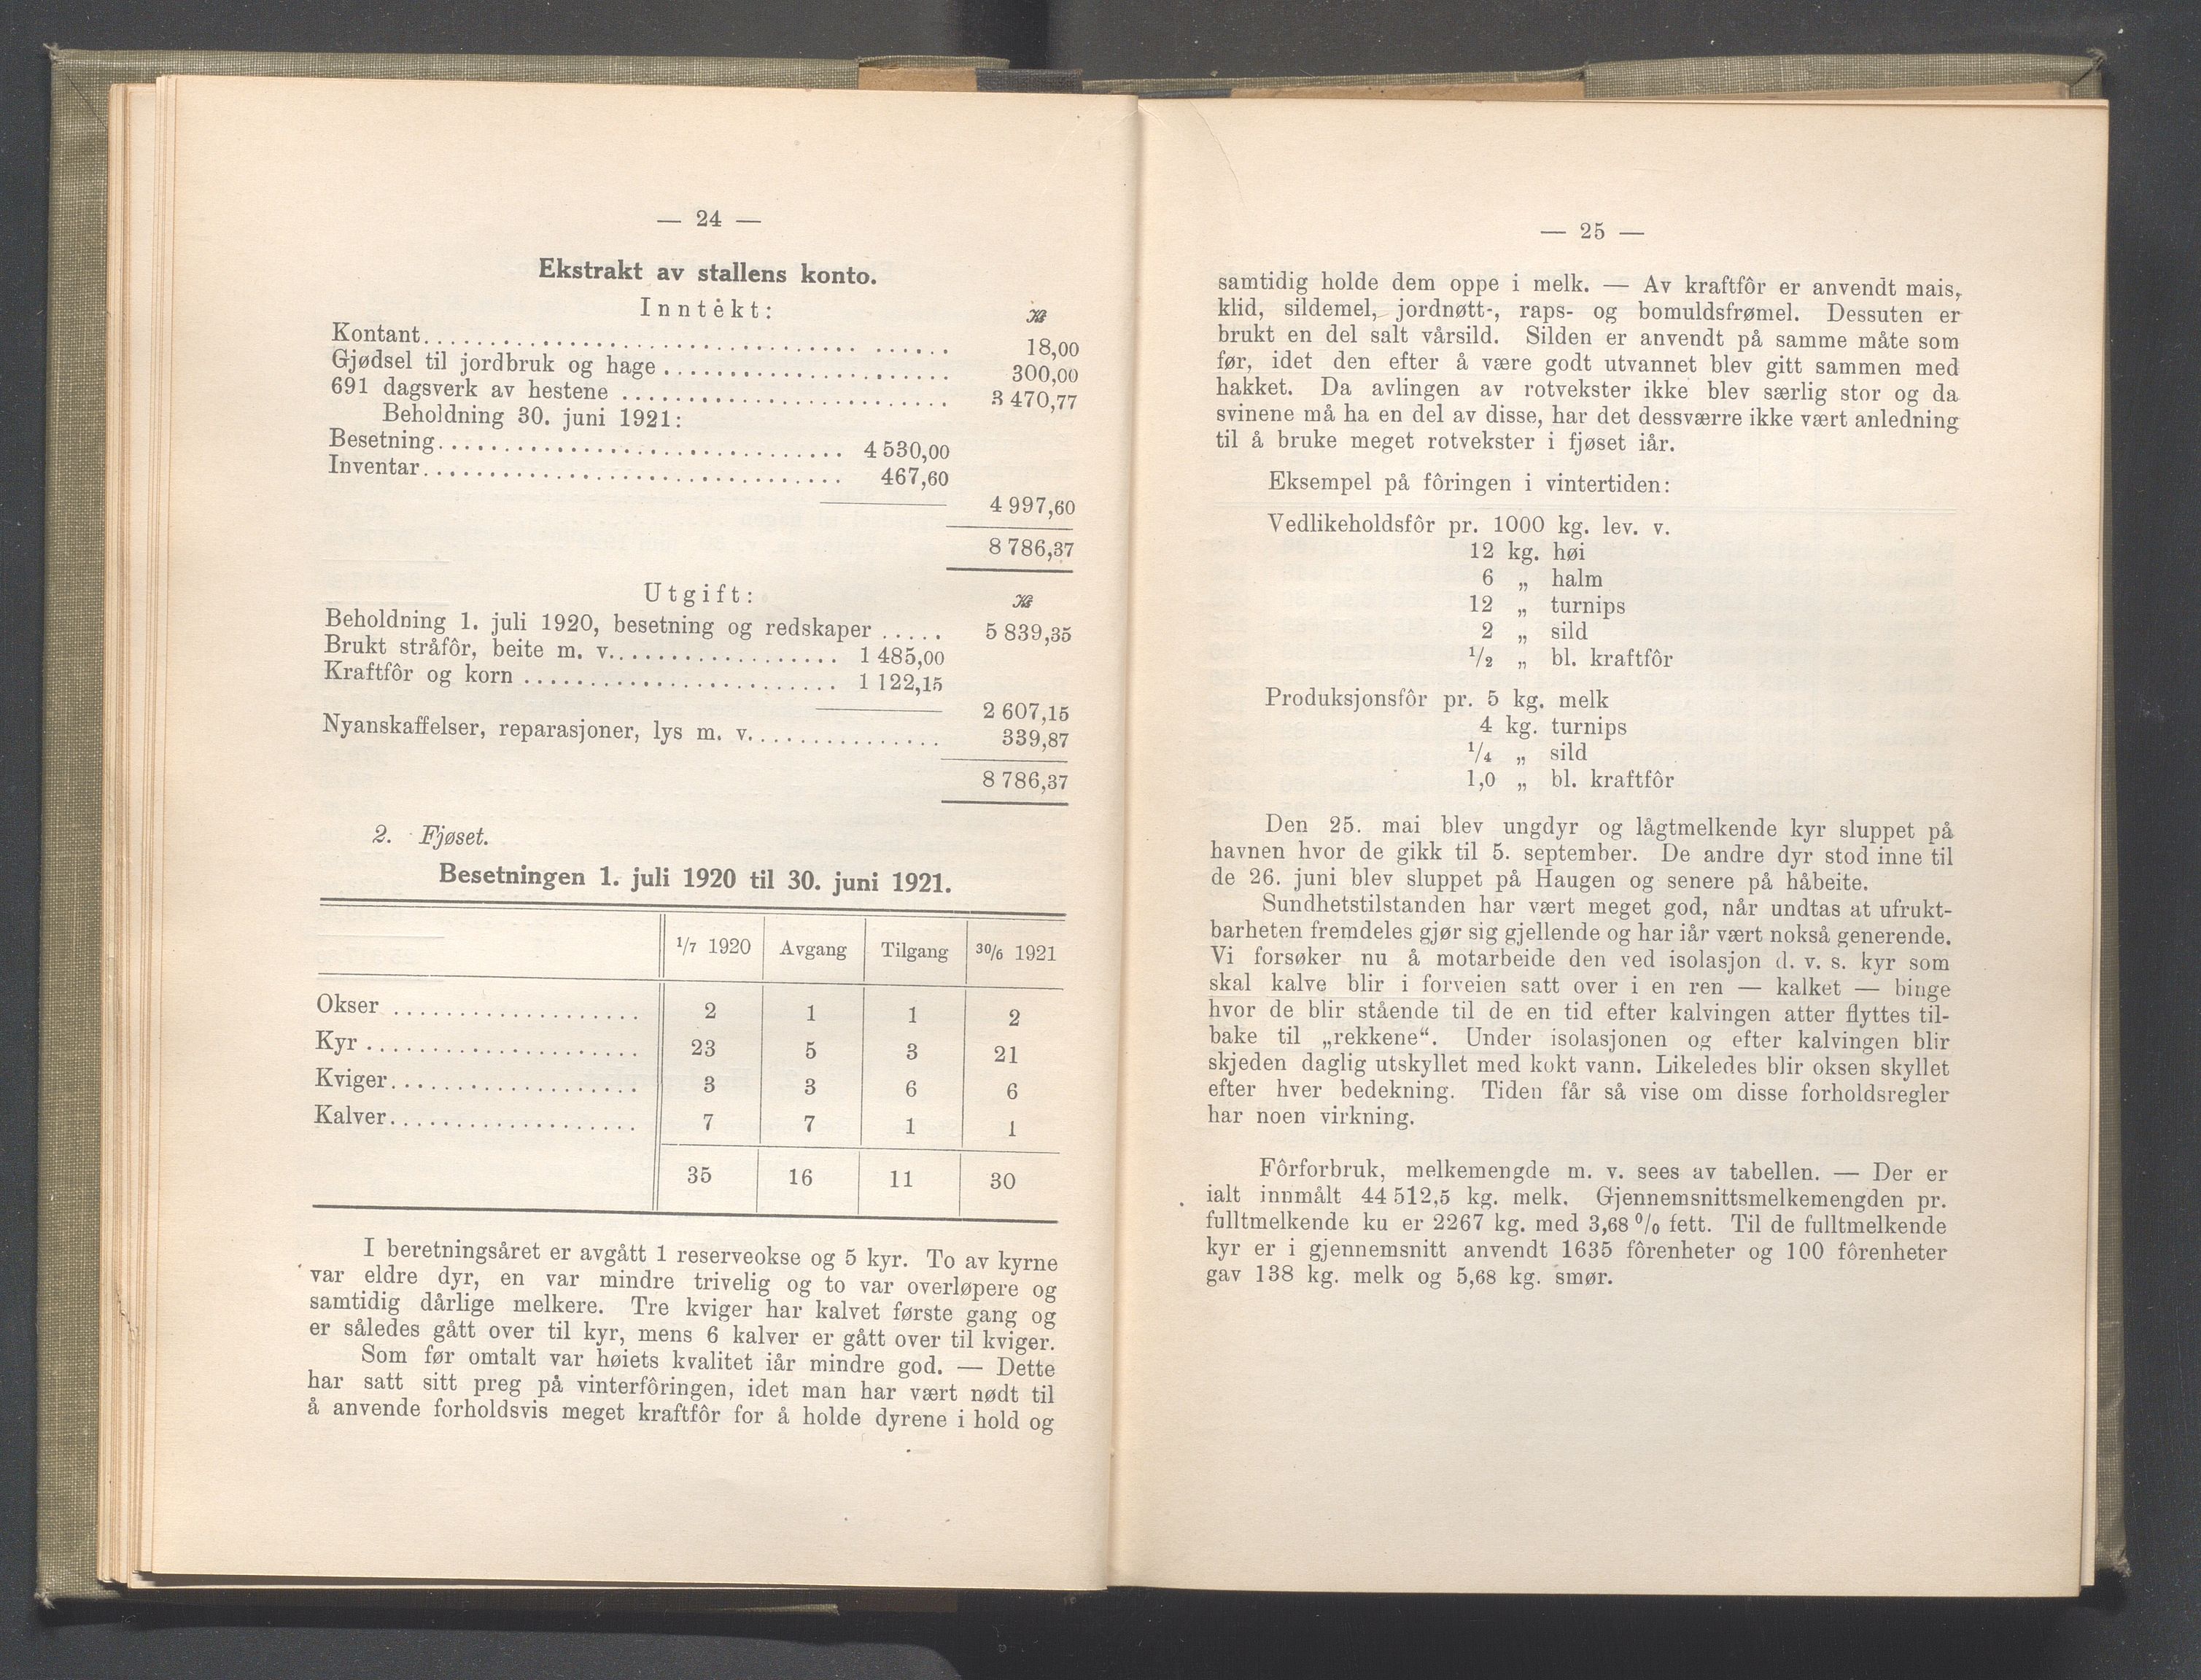 — 24 —
Ekstrakt av stallens konto.
Inntekt:
Kr
Kontant........................................ 18,00
Gjødsel til jordbruk og hage...................... 300,00
691 dagsverk av hestene ......................... 3 470,77
Beholdning 30. juni 1921:
Besetning............................... 4 530,00
Inventar................................ 467,60
4 997,60
8 786,37
Utgift:
Kr
Beholdning 1. juli 1920, besetning og redskaper ..... 5 839,35
Brukt stråfôr, beite m. v.................. 1 485,00
Kraftfôr og korn ........................ 1 122,15
2 607,15
Nyanskaffelser, reparasjoner, lys m. v............... 339,87
8 786,37
2. Fjøset.
Besetningen 1. juli 1920 til 30. juni 1921.
1/7 1920 Avgang Tilgang 30/6 1921
Okser ................... 2 1 1 2
Kyr ..................... 23 5 3 21
Kviger................... 3 3 6 6
Kalver................... 7 7 1 1
35 16 11 30
I beretningsåret er avgått 1 reserveokse og 5 kyr. To av kyrne
var eldre dyr, en var mindre trivelig og to var overløpere og
samtidig dårlige melkere. Tre kviger har kalvet første gang og
er således gått over til kyr, mens 6 kalver er gått over til kviger.
Som før omtalt var høiets kvalitet iår mindre god. — Dette
har satt sitt preg på vinterfôringen, idet man har vært nødt til
å anvende forholdsvis meget kraftfôr for å holde dyrene i hold og
— 25 —
samtidig holde dem oppe i melk. — Av kraftfôr er anvendt mais,
klid, sildemel, jordnøtt-, raps- og bomuldsfrømel. Dessuten er
brukt en del salt vårsild. Silden er anvendt på samme måte som
før, idet den efter å være godt utvannet blev gitt sammen med
hakket. Da avlingen av rotvekster ikke blev særlig stor og da
svinene må ha en del av disse, har det dessværre ikke vært anledning
til å bruke meget rotvekster i fjøset iår.
Eksempel på fôringen i vintertiden:
Vedlikeholdsfôr pr. 1000 kg. lev. v.
12 kg. høi
6 „ halm
12 „ turnips
2 „ sild
1/2 „ bl. kraftfôr
Produksjonsfôr pr. 5 kg. melk
4 kg. turnips
1/4 „ sild
1,0 „ bl. kraftfôr
Den 25. mai blev ungdyr og lågtmelkende kyr sluppet på
havnen hvor de gikk til 5. september. De andre dyr stod inne til
de 26. juni blev sluppet på Haugen og senere på håbeite.
Sundhetstilstanden har vært meget god, når undtas at ufrukt-
barheten fremdeles gjør sig gjellende og har iår vært nokså generende.
Vi forsøker nu å motarbeide den ved isolasjon d. v. s. kyr som
skal kalve blir i forveien satt over i en ren — kalket — binge
hvor de blir stående til de en tid efter kalvingen atter flyttes til-
bake til „rekkene“. Under isolasjonen og efter kalvingen blir
skjeden daglig utskyllet med kokt vann. Likeledes blir oksen skyllet
efter hver bedekning. Tiden får så vise om disse forholdsregler
har noen virkning.
Fôrforbruk, melkemengde m. v. sees av tabellen. — Der er
ialt innmålt 44 512,5 kg. melk. Gjennemsnittsmelkemengden pr.
fulltmelkende ku er 2267 kg. med 3,68 % fett. Til de fulltmelkende
kyr er i gjennemsnitt anvendt 1635 fôrenheter og 100 fôrenheter
gav 138 kg. melk og 5,68 kg. smør.